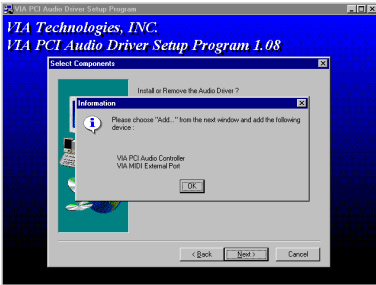 VIA PCI Audio Driver Setup Program
VIA Technologies, INC.
VIA PCI Audio Driver Setup Program 1.08
Select Components
Install or Remove the Audio Driver ?
Information
Please choose "Add..." from the next window and add the following
device :
VIA PCI Audio Controller
VIA MIDI External Port
OK
< Back
Next >
Cancel